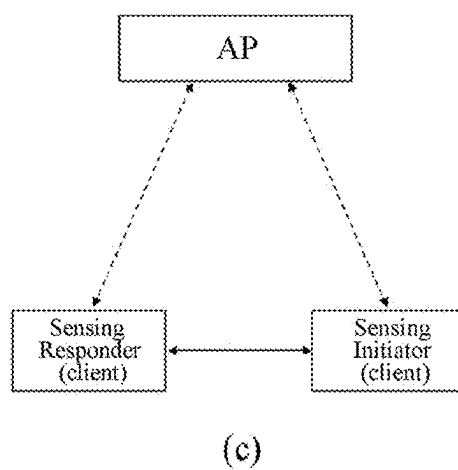 AP
Sensing
Responder
(client)
Sensing
Initiator
(client)
(c)